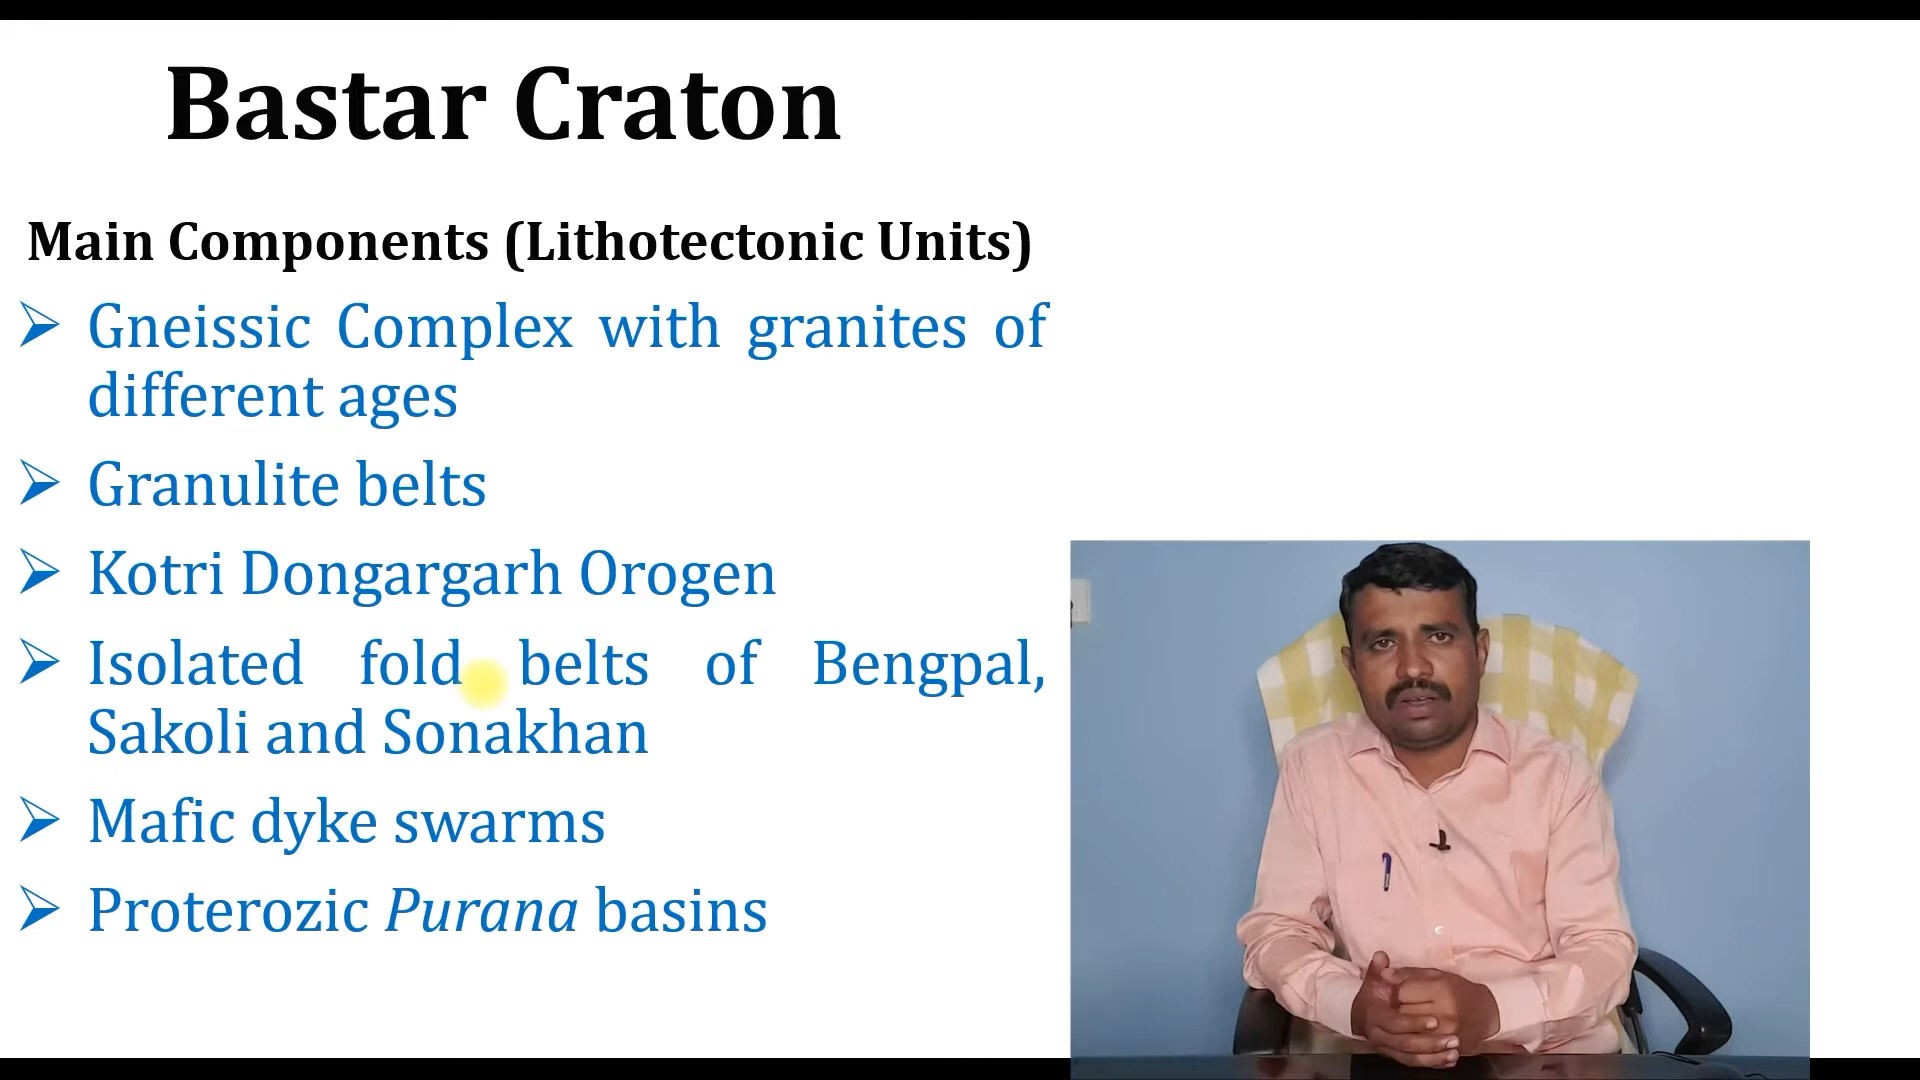 Bastar Craton
Main Components (Lithotectonic Units)
Gneissic Complex with granites of
different ages
Granulite belts
Kotri Dongargarh Orogen
Isolated fold belts of Bengpal,
Sakoli and Sonakhan
Mafic dyke swarms
Proterozic Purana basins